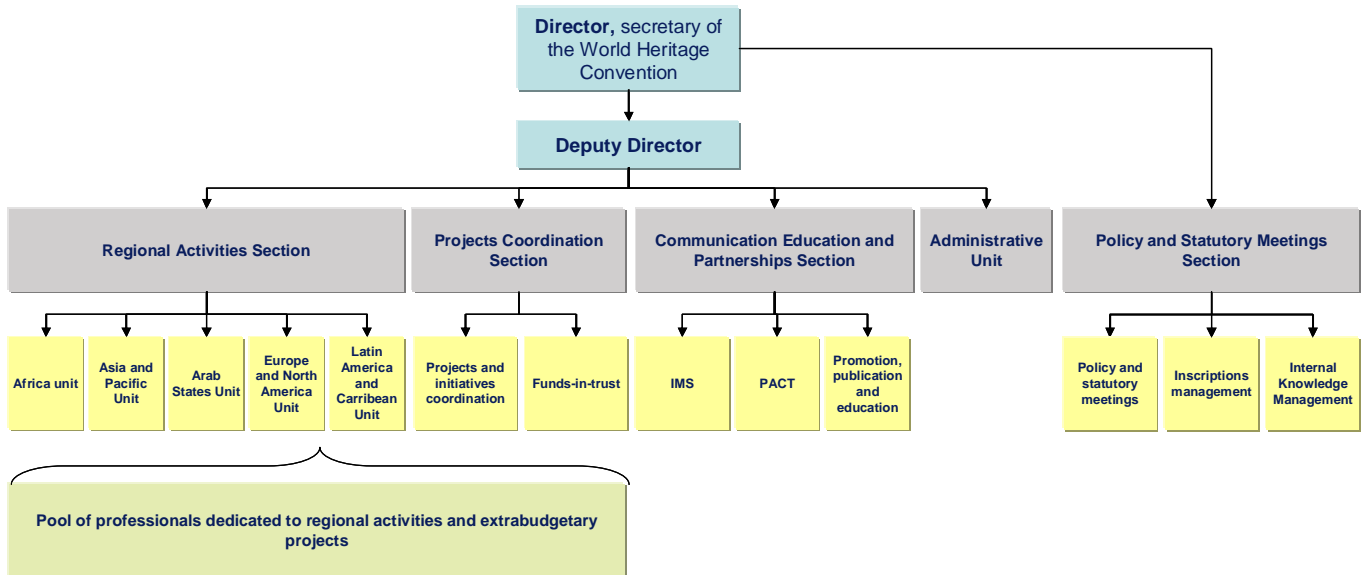 Director, secretary of
the World Heritage
Convention
Deputy Director
Regional Activities Section
Projects Coordination
Section
Communication Education and
Partnerships Section
Administrative
Unit
Policy and Statutory Meetings
Section
Africa unit
Asia and
Pacific
Unit
Arab
States Unit
Europe
and North
America
Unit
Latin
America
and
Carribean
Unit
Projects and
initiatives
coordination
Funds-in-trust
IMS
PACT
Promotion,
publication
and
education
Policy and
statutory
meetings
Inscriptions
management
Internal
Knowledge
Management
Pool of professionals dedicated to regional activities and extrabudgetary
projects